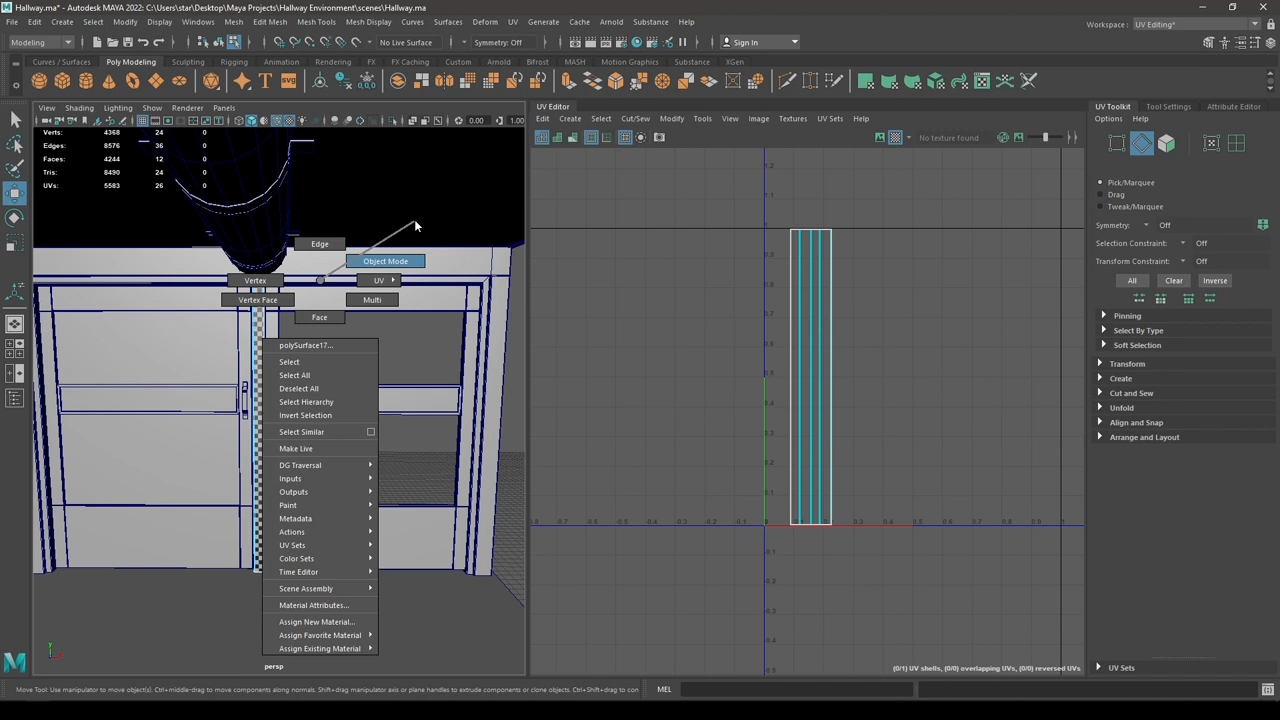 Hallway.ma* - Autodesk MAYA 2022: C:\Users\star\Desktop\Maya Projects\Hallway Environment\scenes\Hallway.ma
File Edit Create Select Modify Display Windows Mesh Edit Mesh Mesh Tools Mesh Display Curves Surfaces Deform UV Generate Cache Arnold Substance Help
Workspace: UV Editing*
Modeling No Live Surface Symmetry: Off Sign In
Curves / Surfaces Poly Modeling Sculpting Rigging Animation Rendering FX FX Caching Custom Arnold Bifrost MASH Motion Graphics Substance XGen
View Shading Lighting Show Renderer Panels
0.00 1.00
Verts: 4368 24 0
Edges: 8576 36 0
Faces: 4244 12 0
Tris: 8490 24 0
UVs: 5583 26 0
Edge
Object Mode
Vertex UV
Vertex Face Multi
Face
polySurface17...
Select
Select All
Deselect All
Select Hierarchy
Invert Selection
Select Similar
Make Live
DG Traversal
Inputs
Outputs
Paint
Metadata
Actions
UV Sets
Color Sets
Time Editor
Scene Assembly
Material Attributes...
Assign New Material...
Assign Favorite Material
Assign Existing Material
persp
UV Editor
Edit Create Select Cut/Sew Modify Tools View Image Textures UV Sets Help
No texture found
(0/1) UV shells, (0/0) overlapping UVs, (0/0) reversed UVs
UV Toolkit Tool Settings Attribute Editor
Options Help
Pick/Marquee
Drag
Tweak/Marquee
Symmetry: Off
Selection Constraint: Off
Transform Constraint: Off
All Clear Inverse
Pinning
Select By Type
Soft Selection
Transform
Create
Cut and Sew
Unfold
Align and Snap
Arrange and Layout
UV Sets
Move Tool: Use manipulator to move object(s). Ctrl+middle-drag to move components along normals. Shift+drag manipulator axis or plane handles to extrude components or clone objects. Ctrl+Shift+drag to con
MEL